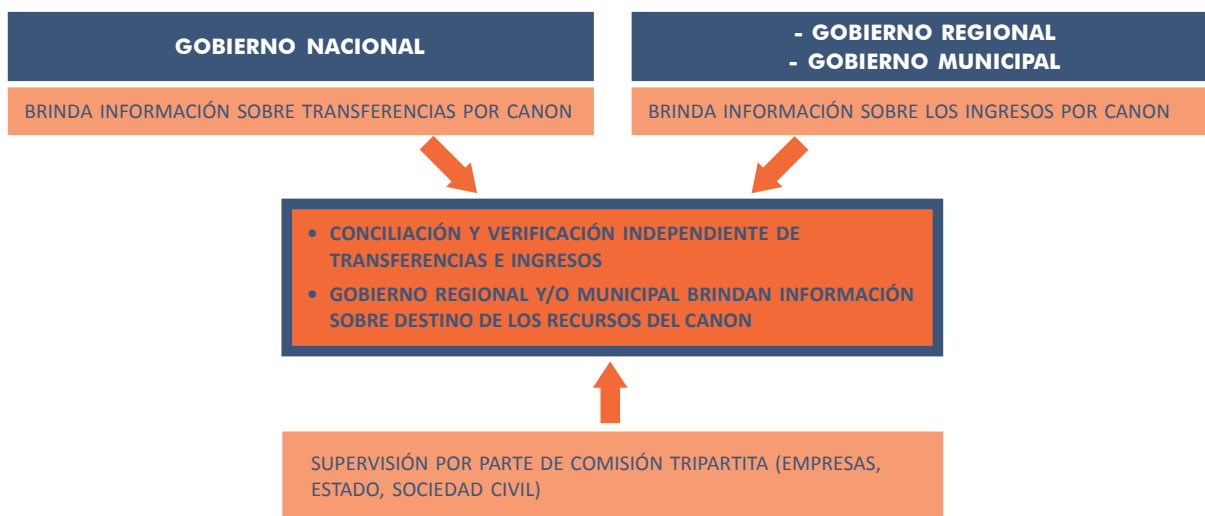 GOBIERNO NACIONAL
BRINDA INFORMACIÓN SOBRE TRANSFERENCIAS POR CANON
- GOBIERNO REGIONAL
- GOBIERNO MUNICIPAL
BRINDA INFORMACIÓN SOBRE LOS INGRESOS POR CANON
• CONCILIACIÓN Y VERIFICACIÓN INDEPENDIENTE DE
TRANSFERENCIAS E INGRESOS
• GOBIERNO REGIONAL Y/O MUNICIPAL BRINDAN INFORMACIÓN
SOBRE DESTINO DE LOS RECURSOS DEL CANON
SUPERVISIÓN POR PARTE DE COMISIÓN TRIPARTITA (EMPRESAS,
ESTADO, SOCIEDAD CIVIL)